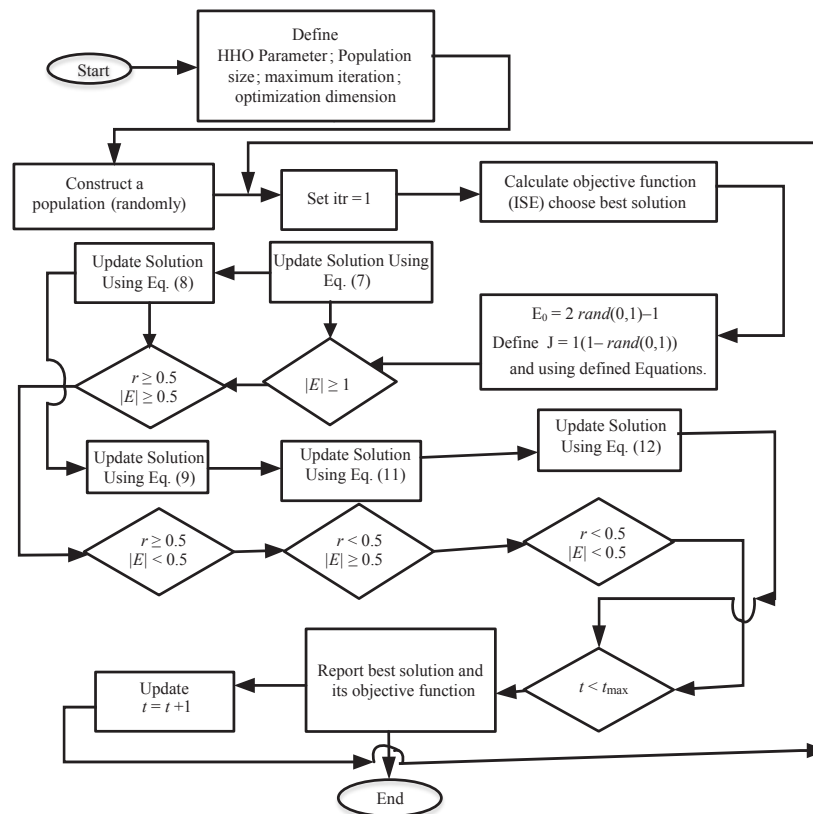 Start
Define
HHO Parameter; Population
size; maximum iteration;
optimization dimension
Construct a
population (randomly)
Set itr = 1
Calculate objective function
(ISE) choose best solution
Update Solution
Using Eq. (8)
Update Solution Using
Eq. (7)
E₀ = 2 rand(0,1)–1
Define J = 1(1– rand(0,1))
and using defined Equations.
r ≥ 0.5
|E| ≥ 0.5
|E| ≥ 1
Update Solution
Using Eq. (9)
Update Solution
Using Eq. (11)
Update Solution
Using Eq. (12)
r ≥ 0.5
|E| < 0.5
r < 0.5
|E| ≥ 0.5
r < 0.5
|E| < 0.5
Update
t = t +1
Report best solution and
its objective function
t < tmax
End